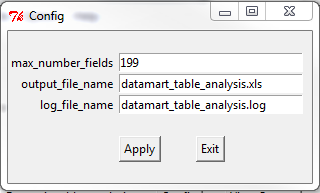 Config
max_number_fields 199
output_file_name datamart_table_analysis.xls
log_file_name datamart_table_analysis.log
Apply Exit